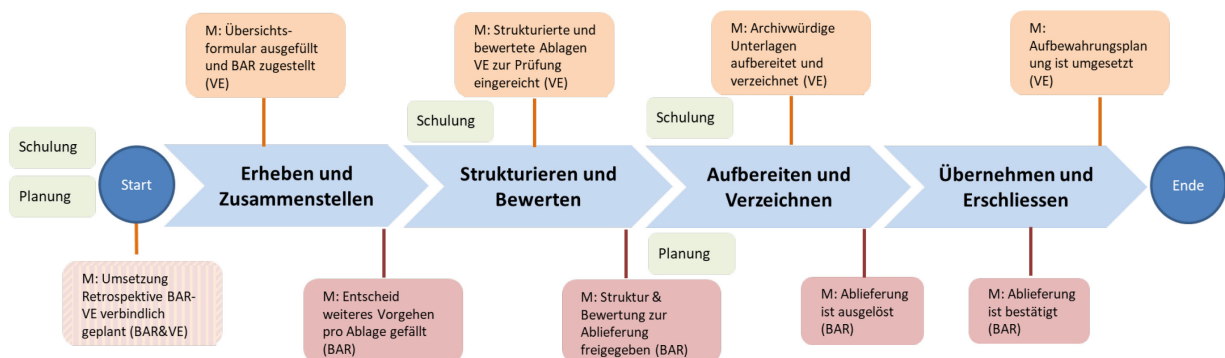 M: Übersichts-
formular ausgefüllt
und BAR zugestellt
(VE)
M: Strukturierte und
bewertete Ablagen
VE zur Prüfung
eingereicht (VE)
M: Archivwürdige
Unterlagen
aufbereitet und
verzeichnet (VE)
M:
Aufbewahrungsplan
ung ist umgesetzt
(VE)
Schulung
Schulung
Schulung
Planung
Start
Erheben und
Zusammenstellen
Strukturieren und
Bewerten
Aufbereiten und
Verzeichnen
Übernehmen und
Erschliessen
Ende
Planung
M: Umsetzung
Retrospektive BAR-
VE verbindlich
geplant (BAR&VE)
M: Entscheid
weiteres Vorgehen
pro Ablage gefällt
(BAR)
M: Struktur &
Bewertung zur
Ablieferung
freigegeben (BAR)
M: Ablieferung
ist ausgelöst
(BAR)
M: Ablieferung
ist bestätigt
(BAR)